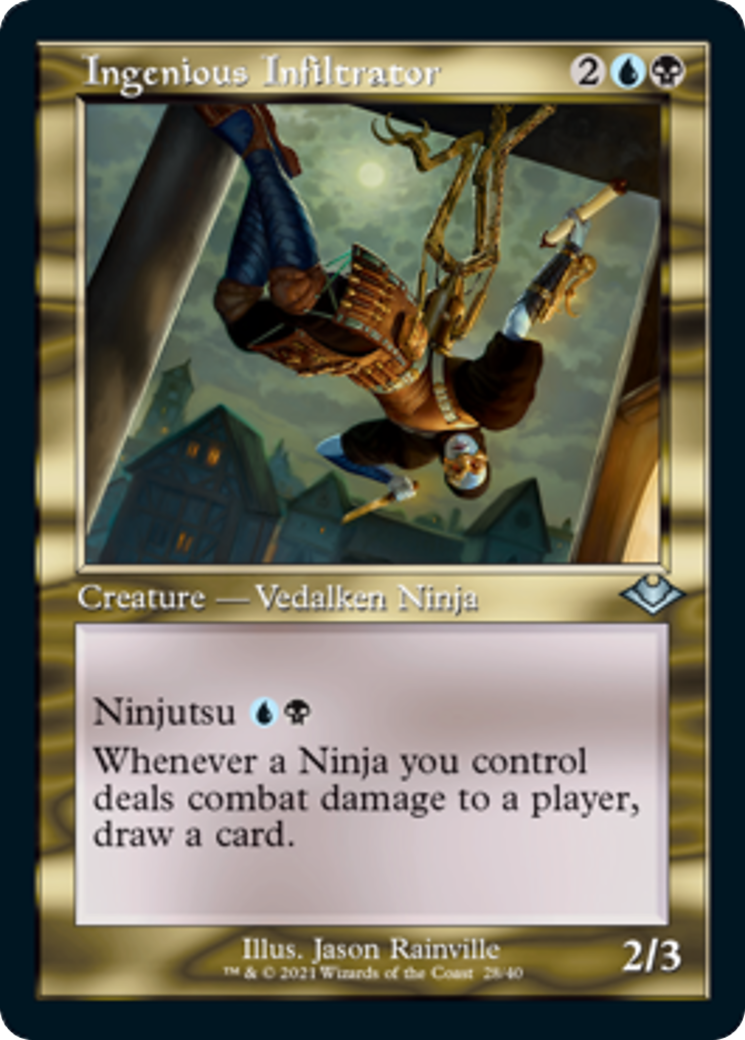 Ingenious Infiltrator 2
Creature — Vedalken Ninja
Ninjutsu
Whenever a Ninja you control
deals combat damage to a player,
draw a card.
Illus. Jason Rainville
™ & © 2021 Wizards of the Coast 28/40
2/3